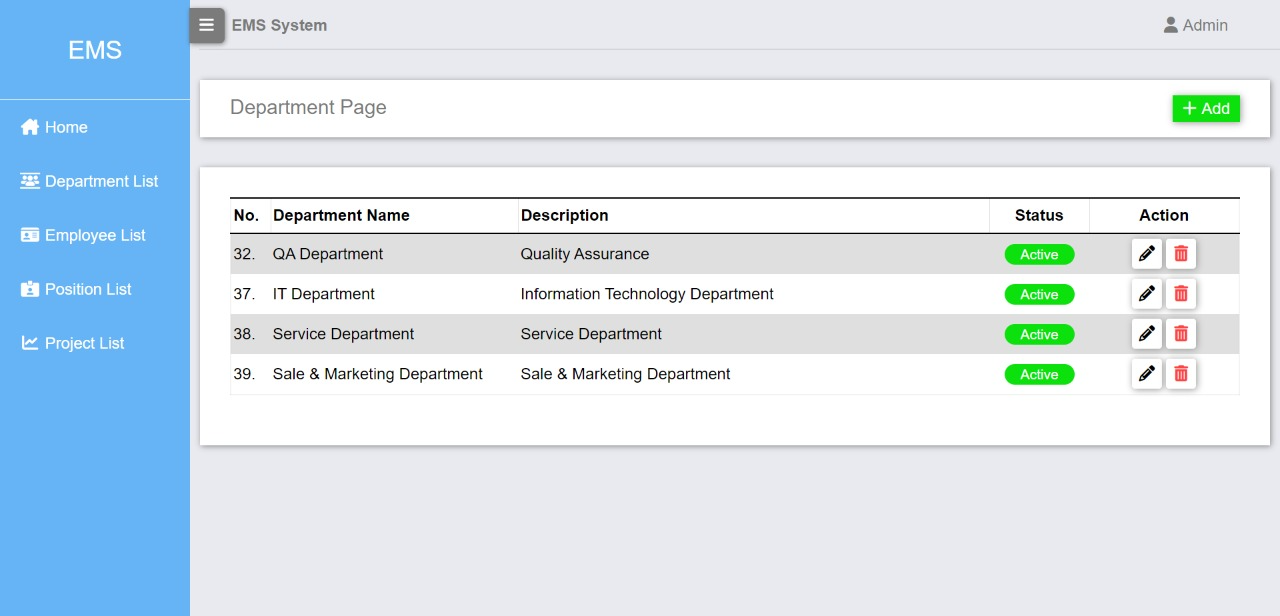 EMS
Home
Department List
Employee List
Position List
Project List
EMS System
Admin
Department Page
+ Add
No. Department Name Description Status Action
32. QA Department Quality Assurance Active
37. IT Department Information Technology Department Active
38. Service Department Service Department Active
39. Sale & Marketing Department Sale & Marketing Department Active